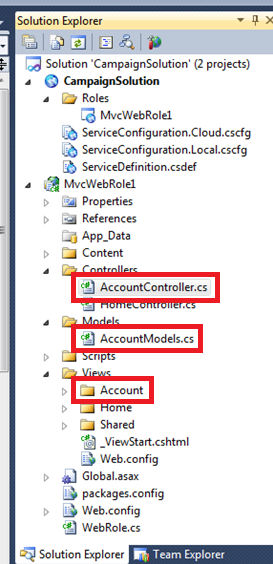 Solution Explorer
Solution 'CampaignSolution' (2 projects)
CampaignSolution
Roles
MvcWebRole1
ServiceConfiguration.Cloud.cscfg
ServiceConfiguration.Local.cscfg
ServiceDefinition.csdef
MvcWebRole1
Properties
References
App_Data
Content
Controllers
AccountController.cs
HomeController.cs
Models
AccountModels.cs
Scripts
Views
Account
Home
Shared
_ViewStart.cshtml
Web.config
Global.asax
packages.config
Web.config
WebRole.cs
Solution Explorer Team Explorer